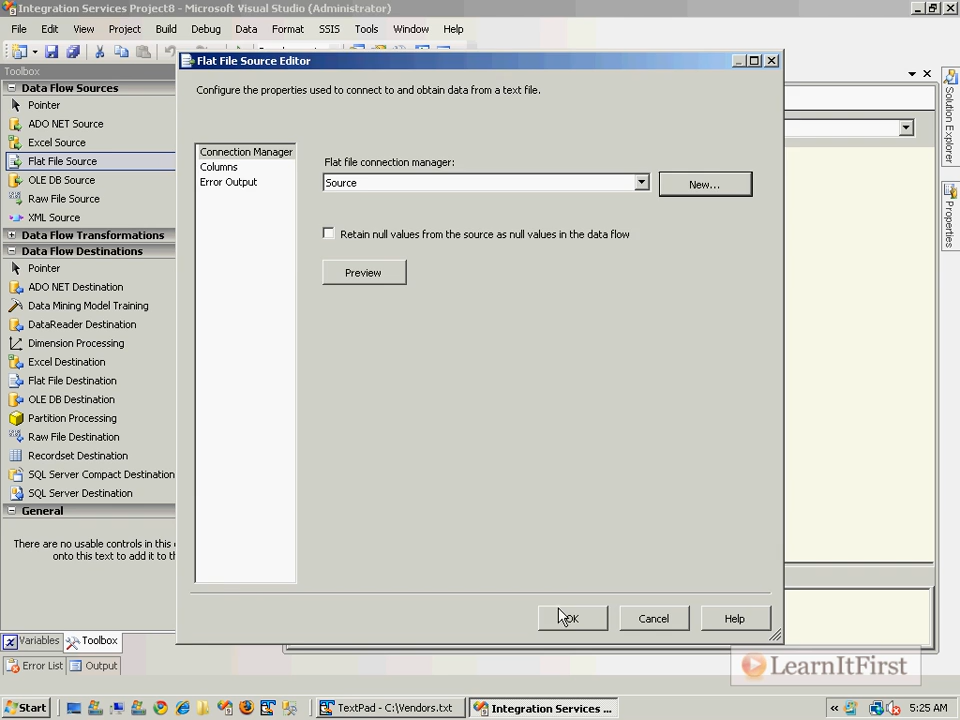 Integration Services Project8 - Microsoft Visual Studio (Administrator)
File Edit View Project Build Debug Data Format SSIS Tools Window Help
Toolbox
Data Flow Sources
Pointer
ADO NET Source
Excel Source
Flat File Source
OLE DB Source
Raw File Source
XML Source
Data Flow Transformations
Data Flow Destinations
Pointer
ADO NET Destination
Data Mining Model Training
DataReader Destination
Dimension Processing
Excel Destination
Flat File Destination
OLE DB Destination
Partition Processing
Raw File Destination
Recordset Destination
SQL Server Compact Destination
SQL Server Destination
General
There are no usable controls in this
onto this text to add it to th
Variables Toolbox
Error List Output
Flat File Source Editor
Configure the properties used to connect to and obtain data from a text file.
Connection Manager
Columns
Error Output
Flat file connection manager:
Source
New...
Retain null values from the source as null values in the data flow
Preview
OK Cancel Help
Solution Explorer
Properties
LearnItFirst
Start
TextPad - C:\Vendors.txt
Integration Services ...
5:25 AM